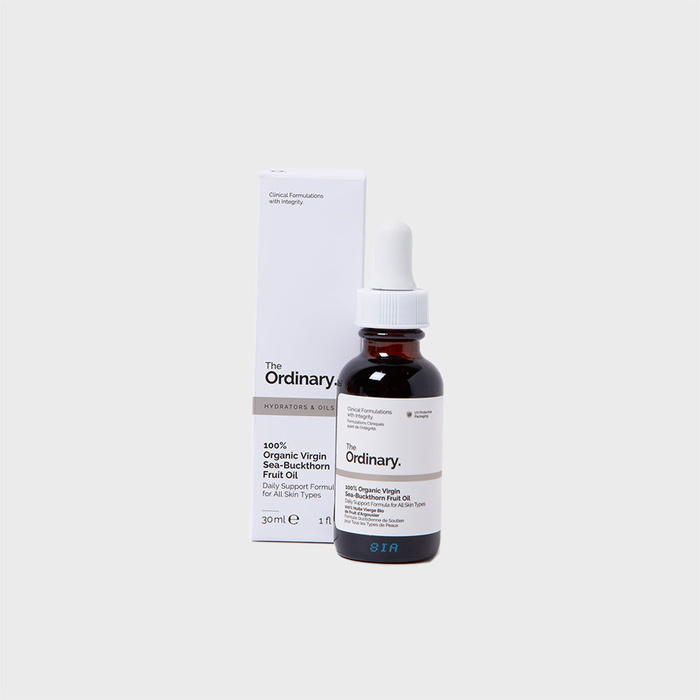 Clinical Formulations
with Integrity.
The
Ordinary.
HYDRATORS & OILS
100%
Organic Virgin
Sea-Buckthorn
Fruit Oil
Daily Support Formul
for All Skin Types
30ml e 1 fl
Clinical Formulations
with Integrity.
Formulations Cliniques
avec de l'intégrité.
UV Protective
Packaging
The
Ordinary.
100% Organic Virgin
Sea-Buckthorn Fruit Oil
Daily Support Formula for All Skin Types
100% Huile Vierge Bio
de Fruit d'Argousier
Formule Quotidienne de Soutien
pour Tous les Types de Peaux